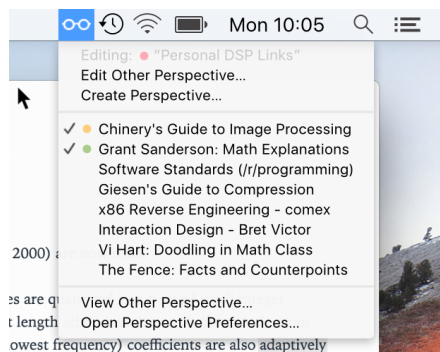 Mon 10:05
Editing: “Personal DSP Links”
Edit Other Perspective...
Create Perspective...
Chinery's Guide to Image Processing
Grant Sanderson: Math Explanations
Software Standards (/r/programming)
Giesen's Guide to Compression
x86 Reverse Engineering - comex
Interaction Design - Bret Victor
Vi Hart: Doodling in Math Class
The Fence: Facts and Counterpoints
View Other Perspective...
Open Perspective Preferences...
2000)
es are
t length
owest frequency) coefficients are also adaptively